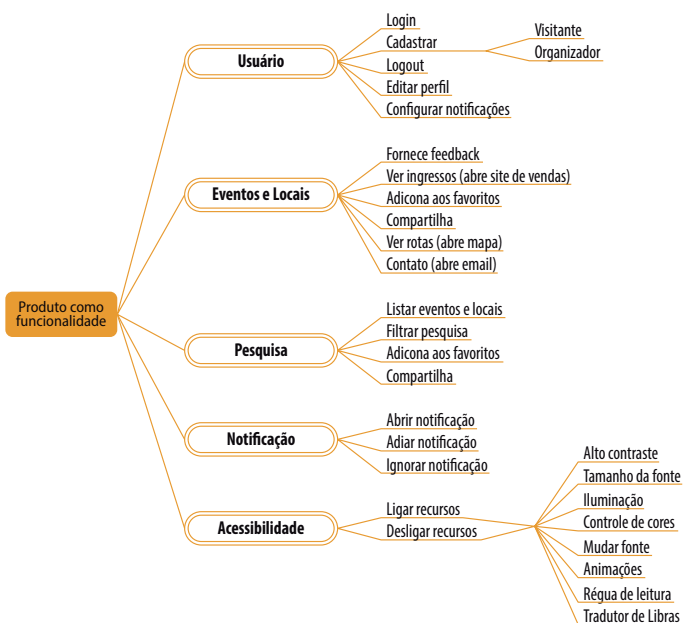 Produto como
funcionalidade
Usuário
Login
Cadastrar
Visitante
Organizador
Logout
Editar perfil
Configurar notificações
Eventos e Locais
Fornece feedback
Ver ingressos (abre site de vendas)
Adicona aos favoritos
Compartilha
Ver rotas (abre mapa)
Contato (abre email)
Pesquisa
Listar eventos e locais
Filtrar pesquisa
Adicona aos favoritos
Compartilha
Notificação
Abrir notificação
Adiar notificação
Ignorar notificação
Acessibilidade
Ligar recursos
Desligar recursos
Alto contraste
Tamanho da fonte
Iluminação
Controle de cores
Mudar fonte
Animações
Régua de leitura
Tradutor de Libras